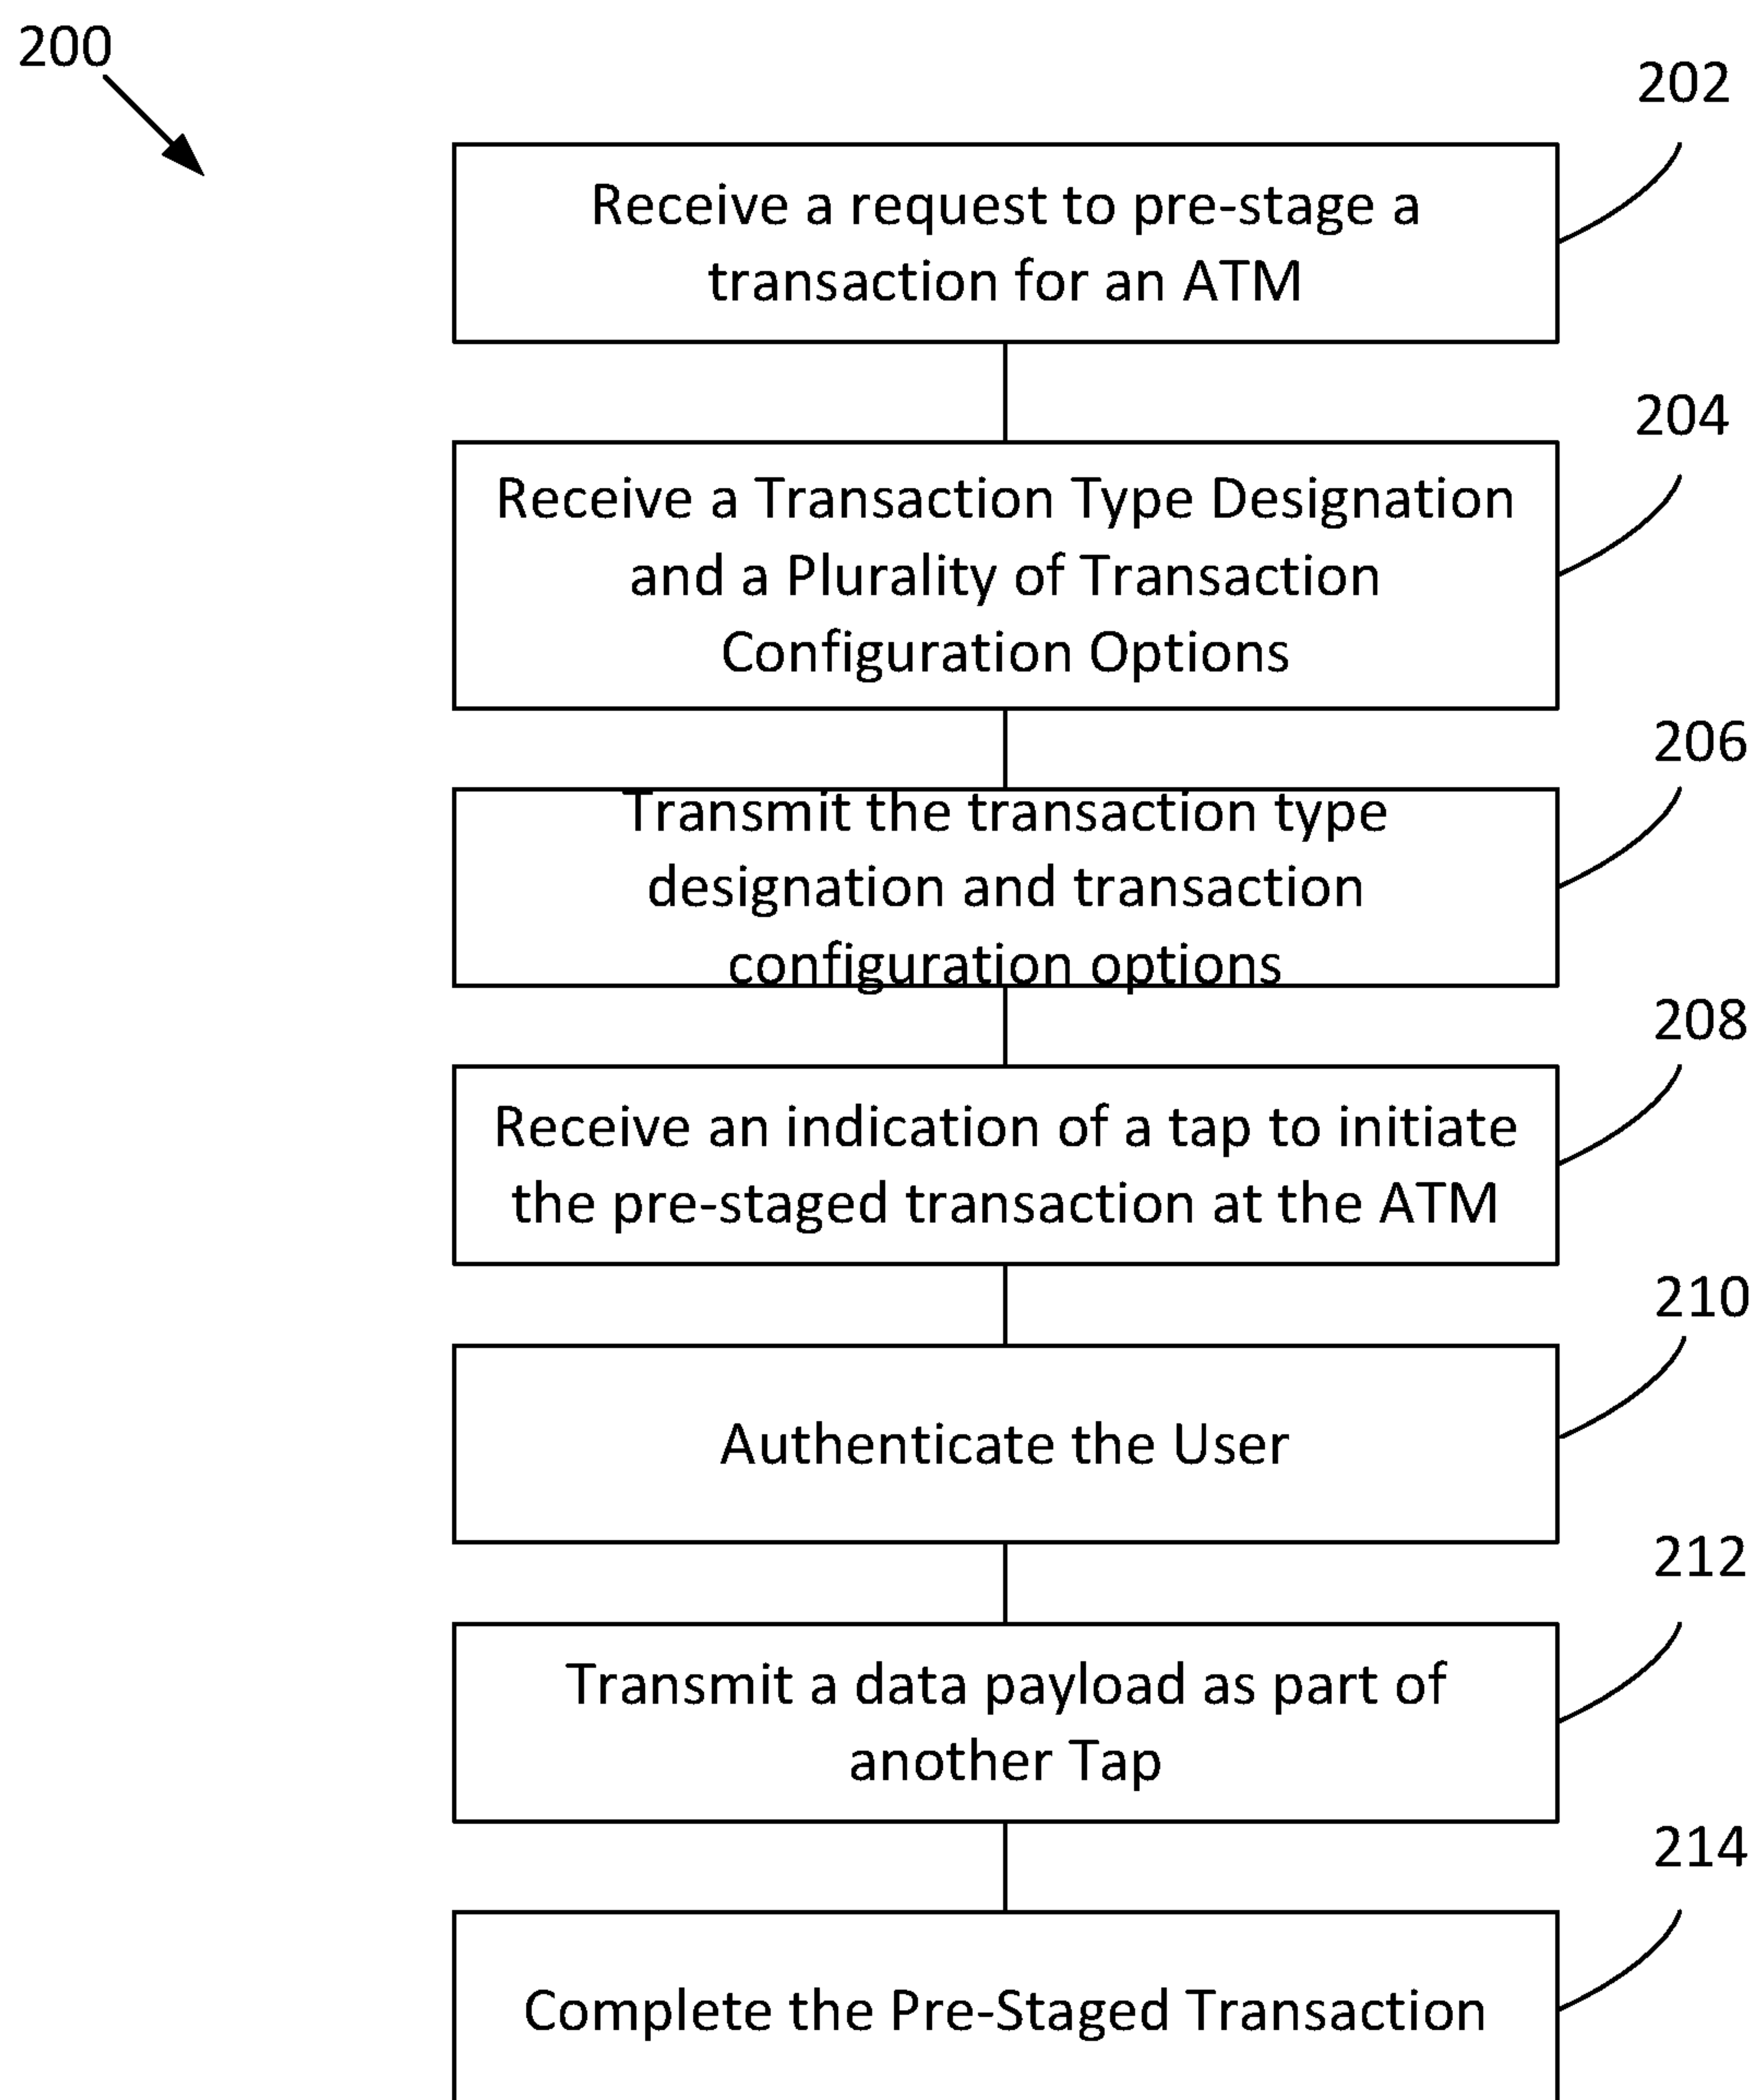 200
202
Receive a request to pre-stage a
transaction for an ATM
204
Receive a Transaction Type Designation
and a Plurality of Transaction
Configuration Options
206
Transmit the transaction type
designation and transaction
configuration options
208
Receive an indication of a tap to initiate
the pre-staged transaction at the ATM
210
Authenticate the User
212
Transmit a data payload as part of
another Tap
214
Complete the Pre-Staged Transaction